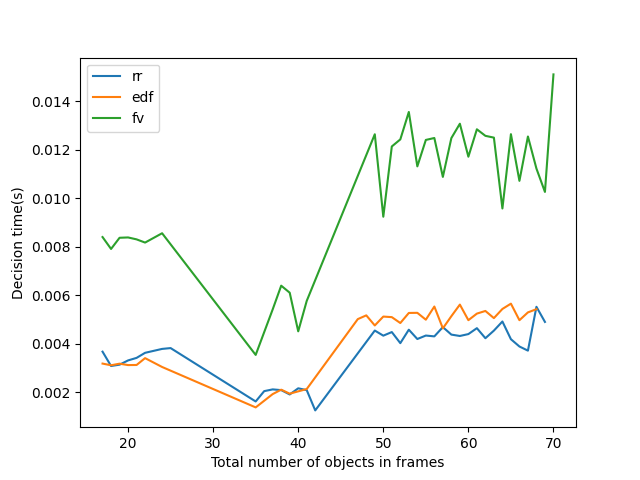 rr
edf
fv
0.014
0.012
0.010
0.008
0.006
0.004
0.002
Decision time(s)
20 30 40 50 60 70
Total number of objects in frames